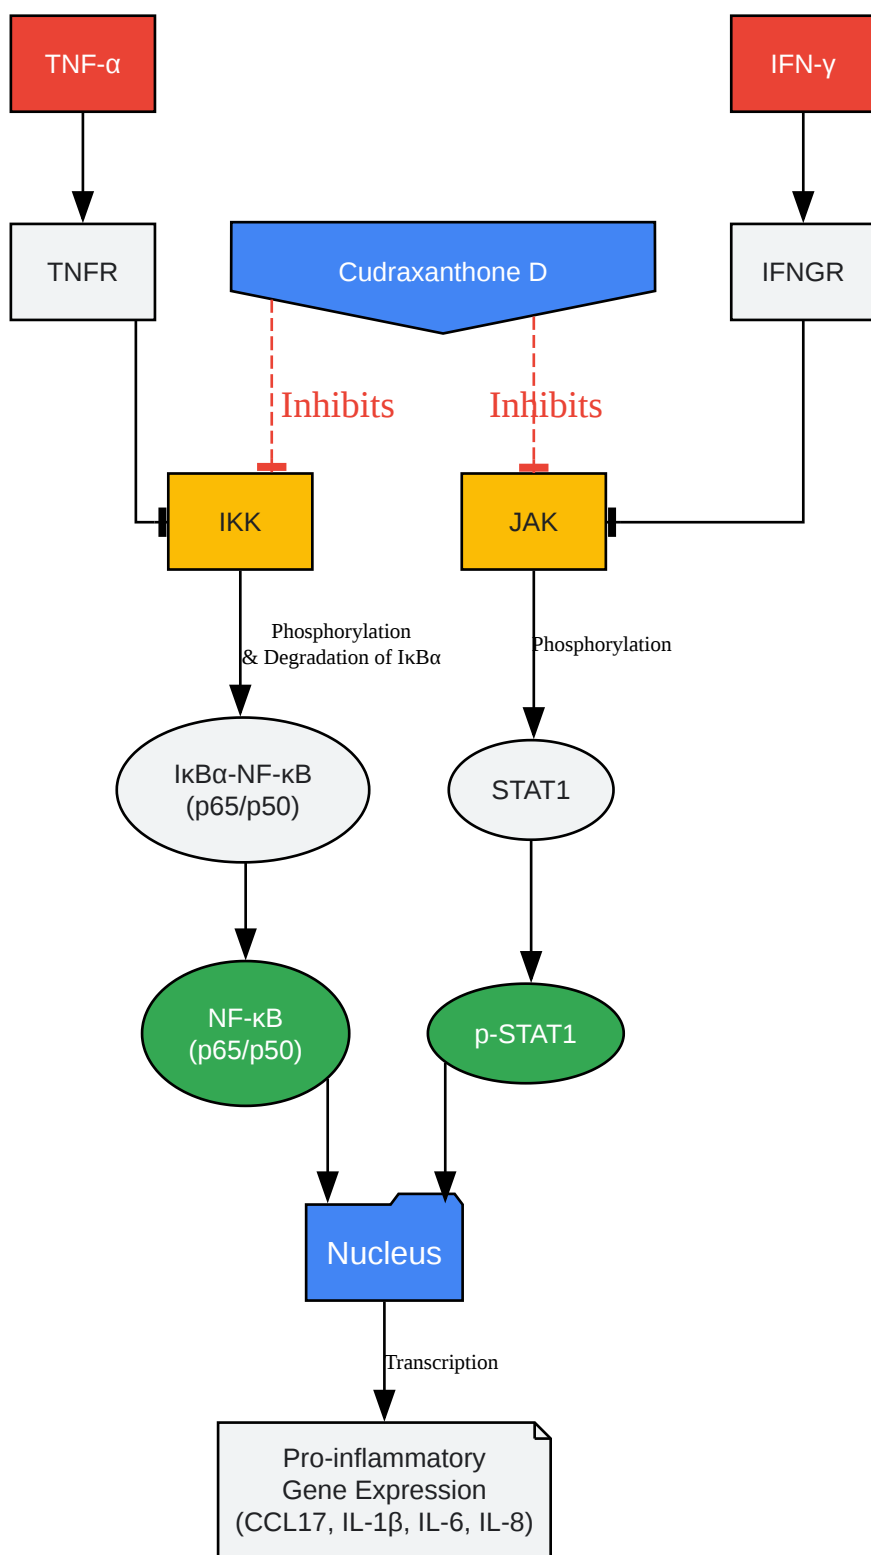 TNF-α
IFN-γ
TNFR
Cudraxanthone D
IFNGR
Inhibits
Inhibits
IKK
JAK
Phosphorylation
& Degradation of IκBα
Phosphorylation
IκBα-NF-κB
(p65/p50)
STAT1
NF-κB
(p65/p50)
p-STAT1
Nucleus
Transcription
Pro-inflammatory
Gene Expression
(CCL17, IL-1β, IL-6, IL-8)